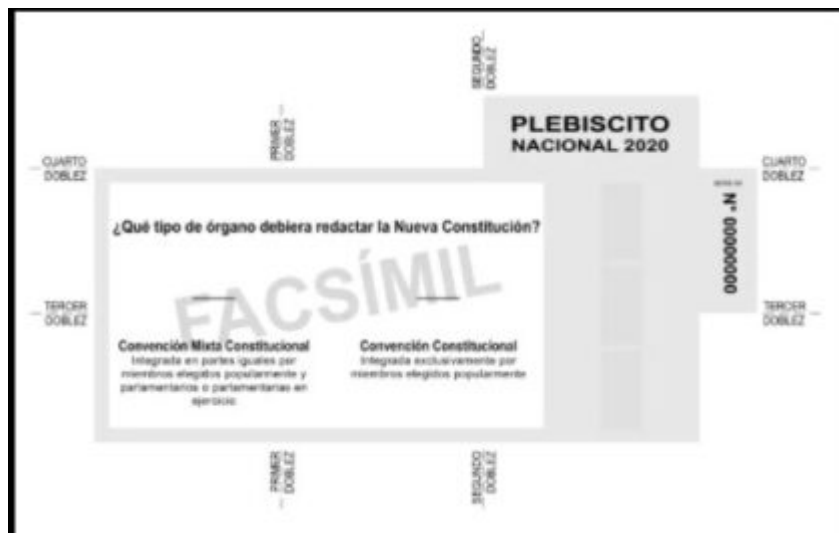 SEGUNDO
DOBLEZ
PRIMER
DOBLEZ
PLEBISCITO
NACIONAL 2020
CUARTO
DOBLEZ
CUARTO
DOBLEZ
N° 00000000
¿Qué tipo de órgano debiera redactar la Nueva Constitución?
FACSÍMIL
TERCER
DOBLEZ
TERCER
DOBLEZ
Convención Mixta Constitucional
Integrada en partes iguales por
miembros elegidos popularmente y
parlamentarios o parlamentarias en
ejercicio
Convención Constitucional
Integrada exclusivamente por
miembros elegidos popularmente
PRIMER
DOBLEZ
SEGUNDO
DOBLEZ